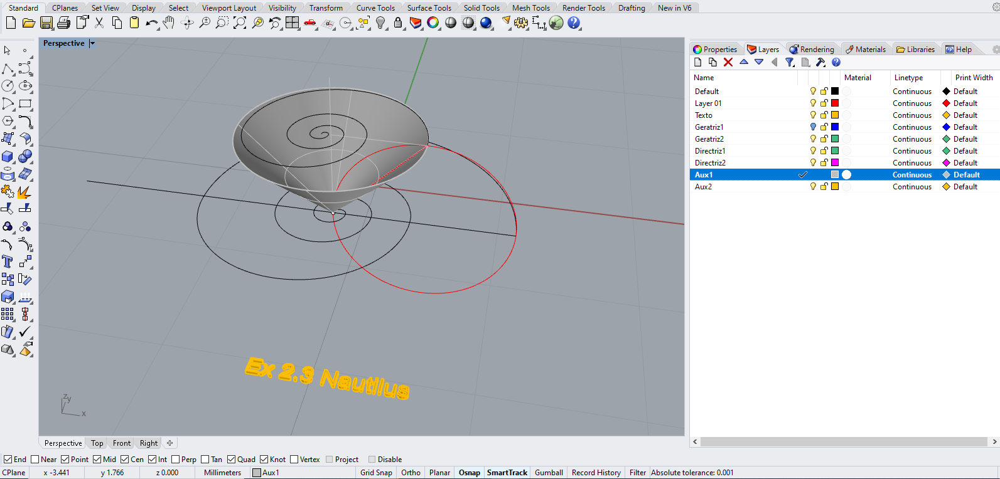 Standard CPlanes Set View Display Select Viewport Layout Visibility Transform Curve Tools Surface Tools Solid Tools Mesh Tools Render Tools Drafting New in V6
Perspective
Properties Layers Rendering Materials Libraries Help
Name Material Linetype Print Width
Default Continuous Default
Layer 01 Continuous Default
Texto Continuous Default
Geratriz1 Continuous Default
Geratriz2 Continuous Default
Directriz1 Continuous Default
Directriz2 Continuous Default
Aux1 Continuous Default
Aux2 Continuous Default
Ex 2.3 Nautilus
z y
x
Perspective Top Front Right
End Near Point Mid Cen Int Perp Tan Quad Knot Vertex Project Disable
CPlane x -3.441 y 1.766 z 0.000 Millimeters Aux1 Grid Snap Ortho Planar Osnap SmartTrack Gumball Record History Filter Absolute tolerance: 0.001